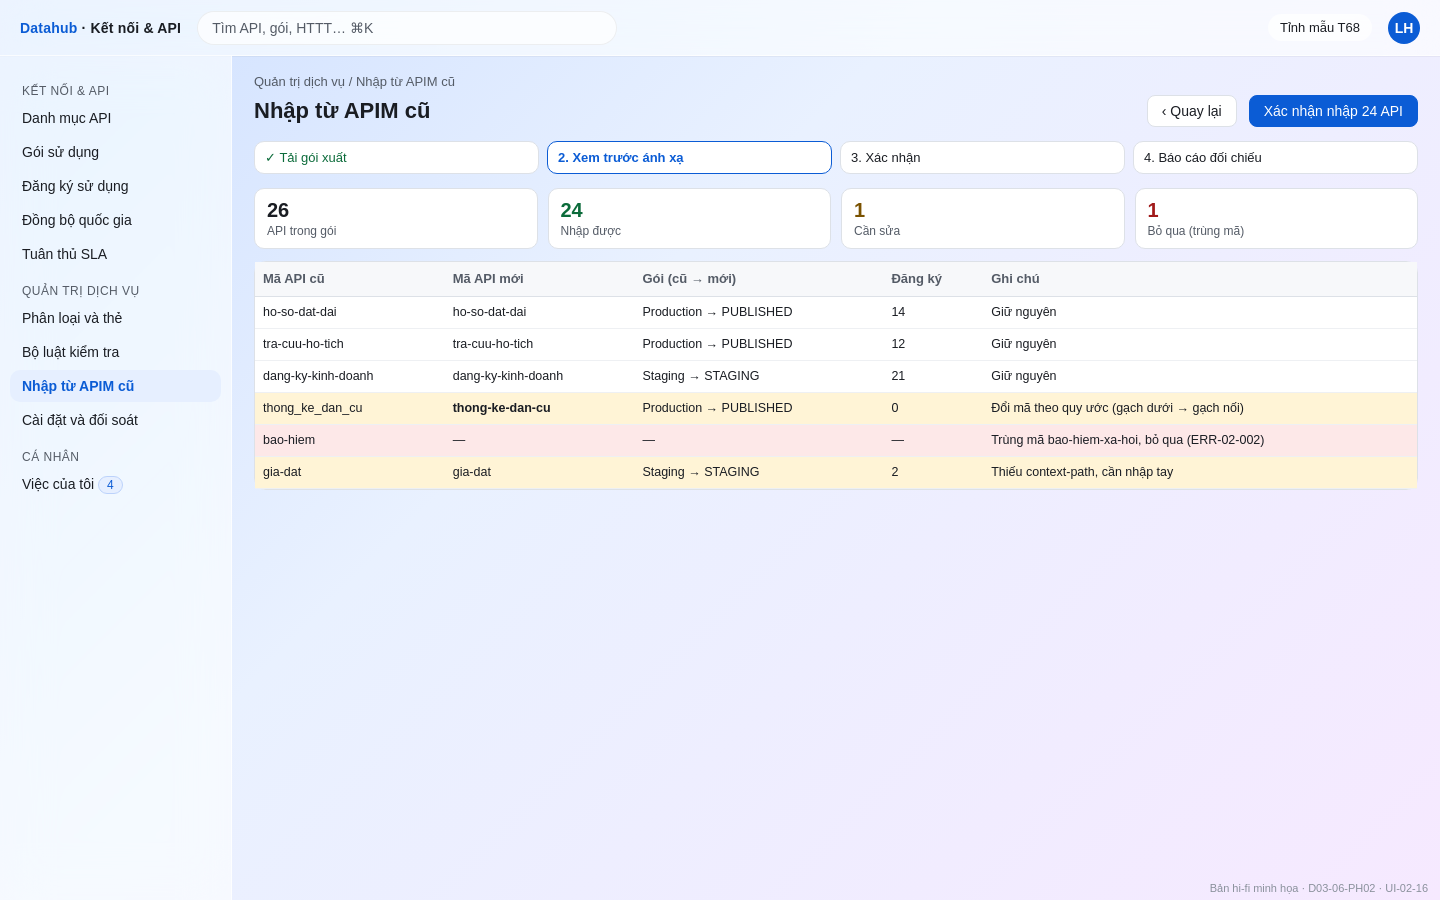 Datahub · Kết nối & API
Tìm API, gói, HTTT… ⌘K
Tỉnh mẫu T68
LH
KẾT NỐI & API
Danh mục API
Gói sử dụng
Đăng ký sử dụng
Đồng bộ quốc gia
Tuân thủ SLA
QUẢN TRỊ DỊCH VỤ
Phân loại và thẻ
Bộ luật kiểm tra
Nhập từ APIM cũ
Cài đặt và đối soát
CÁ NHÂN
Việc của tôi 4
Quản trị dịch vụ / Nhập từ APIM cũ
Nhập từ APIM cũ
‹ Quay lại
Xác nhận nhập 24 API
✓ Tải gói xuất
2. Xem trước ánh xạ
3. Xác nhận
4. Báo cáo đối chiếu
26
API trong gói
24
Nhập được
1
Cần sửa
1
Bỏ qua (trùng mã)
Mã API cũ Mã API mới Gói (cũ → mới) Đăng ký Ghi chú
ho-so-dat-dai ho-so-dat-dai Production → PUBLISHED 14 Giữ nguyên
tra-cuu-ho-tich tra-cuu-ho-tich Production → PUBLISHED 12 Giữ nguyên
dang-ky-kinh-doanh dang-ky-kinh-doanh Staging → STAGING 21 Giữ nguyên
thong_ke_dan_cu thong-ke-dan-cu Production → PUBLISHED 0 Đổi mã theo quy ước (gạch dưới → gạch nối)
bao-hiem — — — Trùng mã bao-hiem-xa-hoi, bỏ qua (ERR-02-002)
gia-dat gia-dat Staging → STAGING 2 Thiếu context-path, cần nhập tay
Bản hi-fi minh họa · D03-06-PH02 · UI-02-16